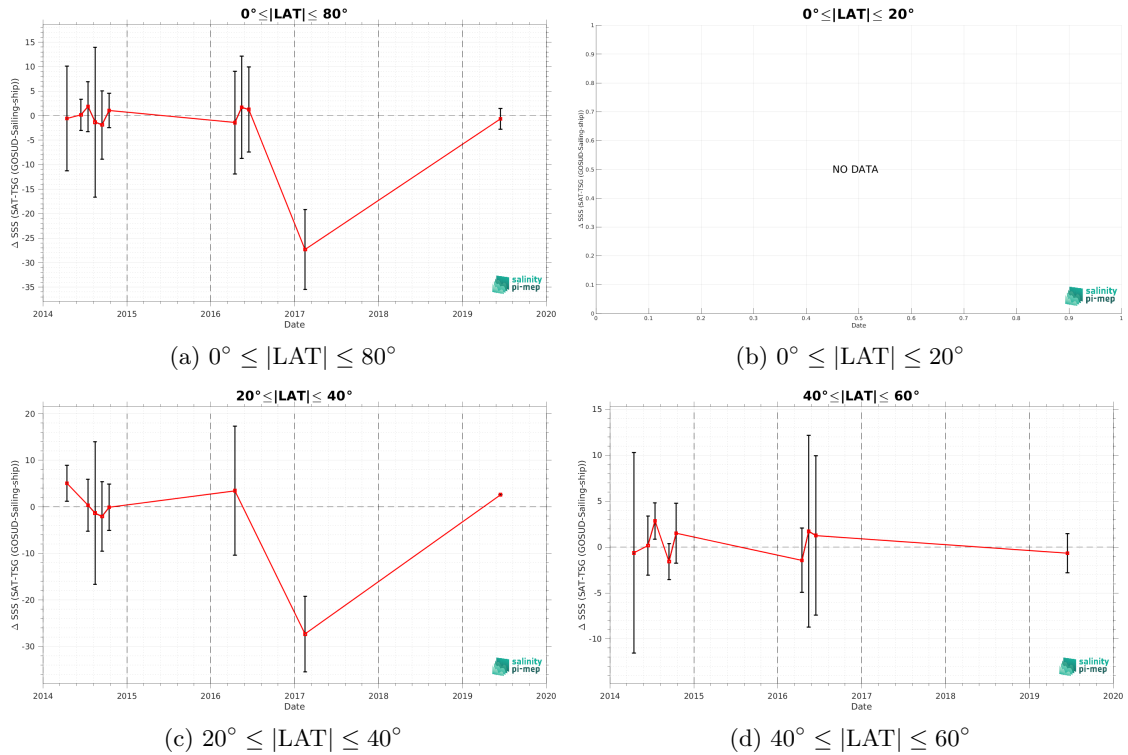 0°≤|LAT|≤ 80°
Δ SSS (SAT-TSG (GOSUD-Sailing-ship))
15
10
5
0
-5
-10
-15
-20
-25
-30
-35
2014 2015 2016 2017 2018 2019 2020
Date
salinity
pi-mep
(a) 0° ≤ |LAT| ≤ 80°
0°≤|LAT|≤ 20°
Δ SSS (SAT-TSG (GOSUD-Sailing-ship))
1
0.9
0.8
0.7
0.6
0.5
0.4
0.3
0.2
0.1
0
NO DATA
0 0.1 0.2 0.3 0.4 0.5 0.6 0.7 0.8 0.9 1
Date
salinity
pi-mep
(b) 0° ≤ |LAT| ≤ 20°
20°≤|LAT|≤ 40°
Δ SSS (SAT-TSG (GOSUD-Sailing-ship))
20
10
0
-10
-20
-30
2014 2015 2016 2017 2018 2019 2020
Date
salinity
pi-mep
(c) 20° ≤ |LAT| ≤ 40°
40°≤|LAT|≤ 60°
Δ SSS (SAT-TSG (GOSUD-Sailing-ship))
15
10
5
0
-5
-10
2014 2015 2016 2017 2018 2019 2020
Date
salinity
pi-mep
(d) 40° ≤ |LAT| ≤ 60°